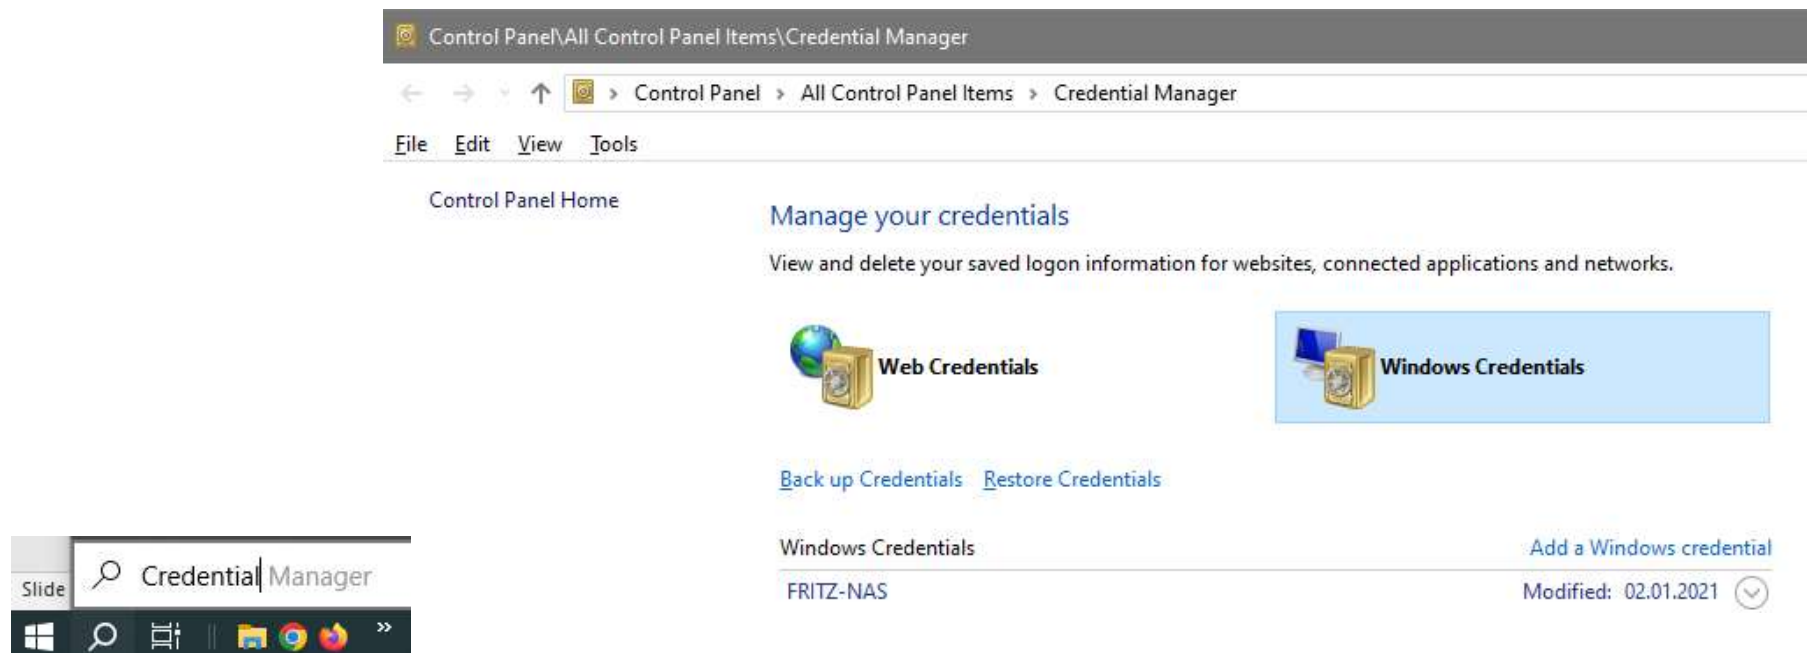 Control Panel\All Control Panel Items\Credential Manager
Control Panel > All Control Panel Items > Credential Manager
File Edit View Tools
Control Panel Home
Manage your credentials
View and delete your saved logon information for websites, connected applications and networks.
Web Credentials
Windows Credentials
Back up Credentials Restore Credentials
Windows Credentials Add a Windows credential
FRITZ-NAS Modified: 02.01.2021
Credential Manager
Slide